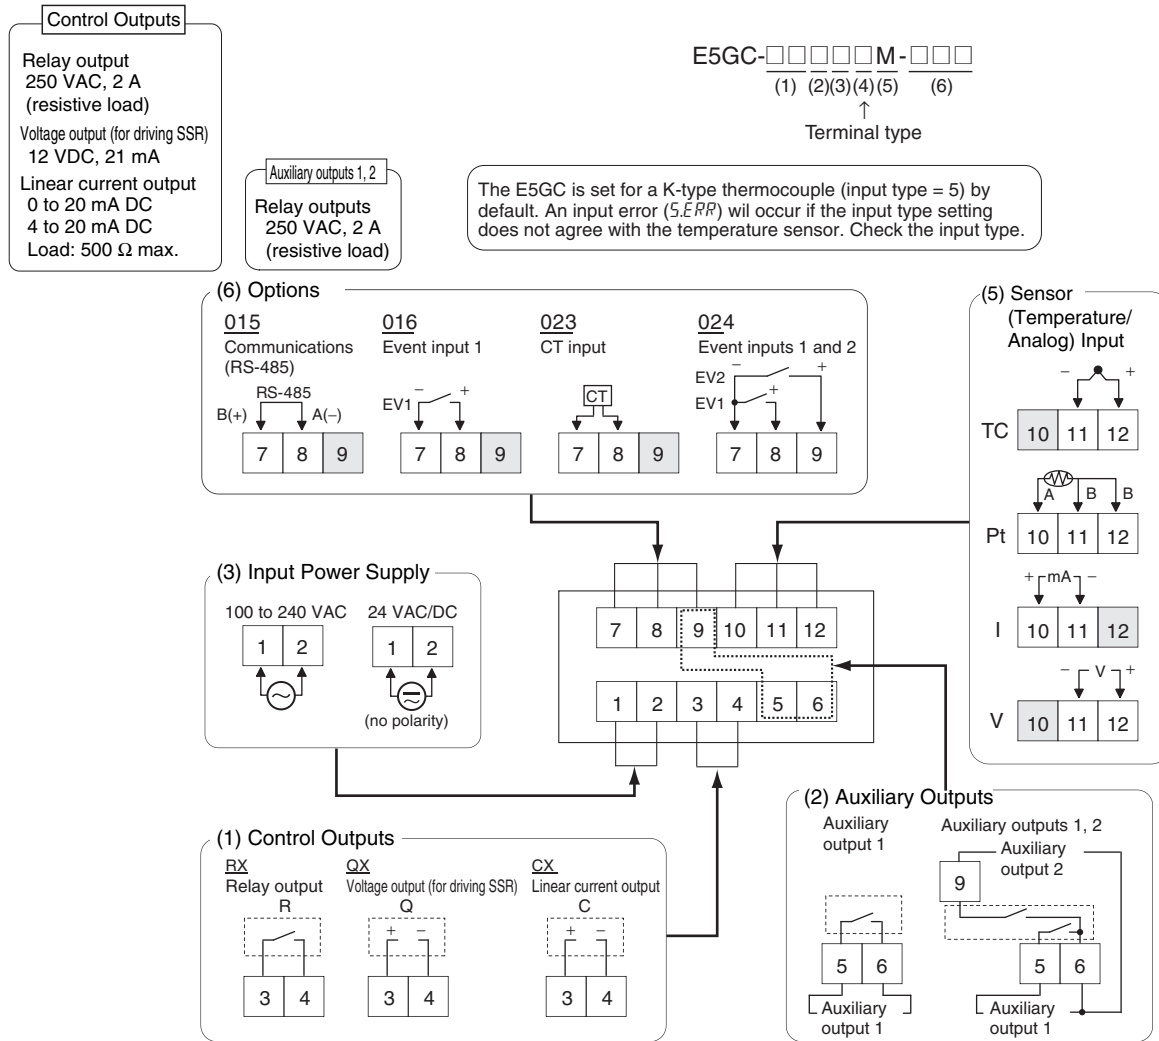 Control Outputs
Relay output
250 VAC, 2 A
(resistive load)
Voltage output (for driving SSR)
12 VDC, 21 mA
Linear current output
0 to 20 mA DC
4 to 20 mA DC
Load: 500 Ω max.
Auxiliary outputs 1, 2
Relay outputs
250 VAC, 2 A
(resistive load)
E5GC-□□□□□M-□□□
(1) (2)(3)(4)(5) (6)
↑
Terminal type
The E5GC is set for a K-type thermocouple (input type = 5) by
default. An input error (S.ERR) wil occur if the input type setting
does not agree with the temperature sensor. Check the input type.
(6) Options
015
Communications
(RS-485)
RS-485
B(+) A(−)
7 8 9
016
Event input 1
− +
EV1
7 8 9
023
CT input
CT
7 8 9
024
Event inputs 1 and 2
− +
EV2
+
EV1
7 8 9
(5) Sensor
(Temperature/
Analog) Input
− +
TC 10 11 12
A B B
Pt 10 11 12
+ mA −
I 10 11 12
− V +
V 10 11 12
(3) Input Power Supply
100 to 240 VAC
1 2
24 VAC/DC
1 2
(no polarity)
7 8 9 10 11 12
1 2 3 4 5 6
(1) Control Outputs
RX
Relay output
R
3 4
QX
Voltage output (for driving SSR)
Q
+ −
3 4
CX
Linear current output
C
+ −
3 4
(2) Auxiliary Outputs
Auxiliary
output 1
5 6
Auxiliary
output 1
Auxiliary outputs 1, 2
Auxiliary
output 2
9
5 6
Auxiliary
output 1